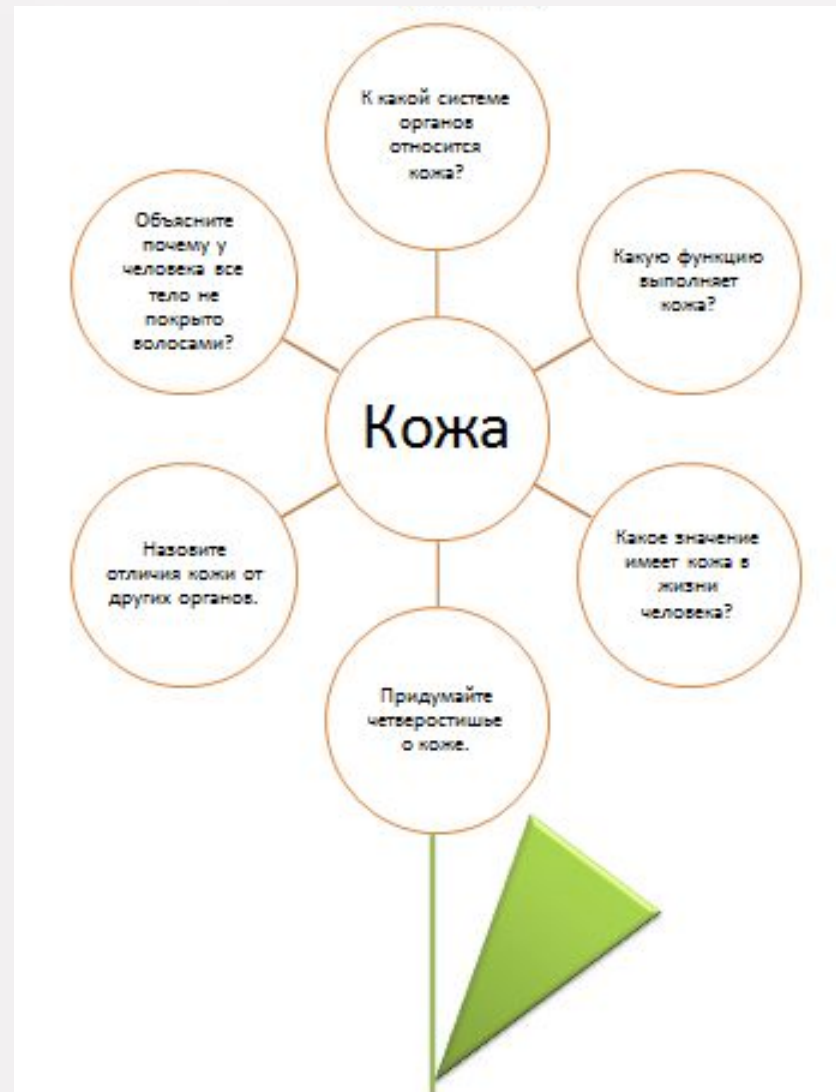 К какой системе
органов
относится
кожа?
Объясните
почему у
человека все
тело не
покрыто
волосами?
Какую функцию
выполняет
кожа?
Кожа
Назовите
отличия кожи от
других органов.
Какое значение
имеет кожа в
жизни
человека?
Придумайте
четверостишье
о коже.